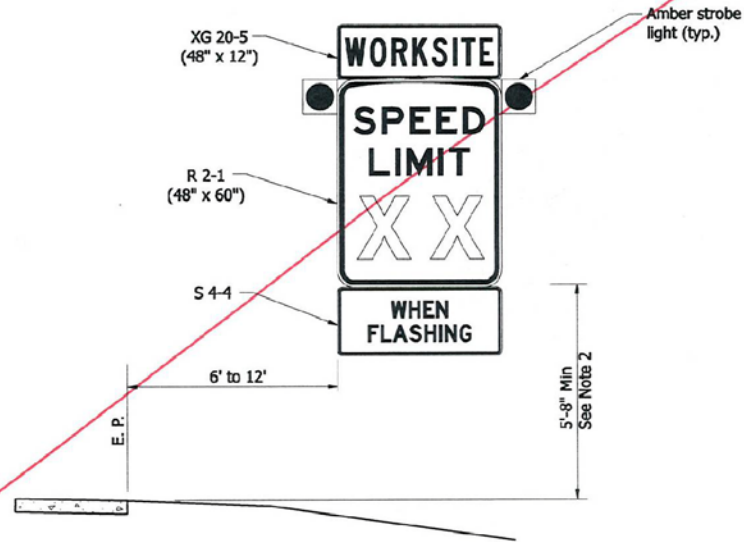 XG 20-5
(48" x 12")
WORKSITE
Amber strobe
light (typ.)
SPEED
LIMIT
X X
R 2-1
(48" x 60")
S 4-4
WHEN
FLASHING
6' to 12'
E. P.
5'-8" Min
See Note 2